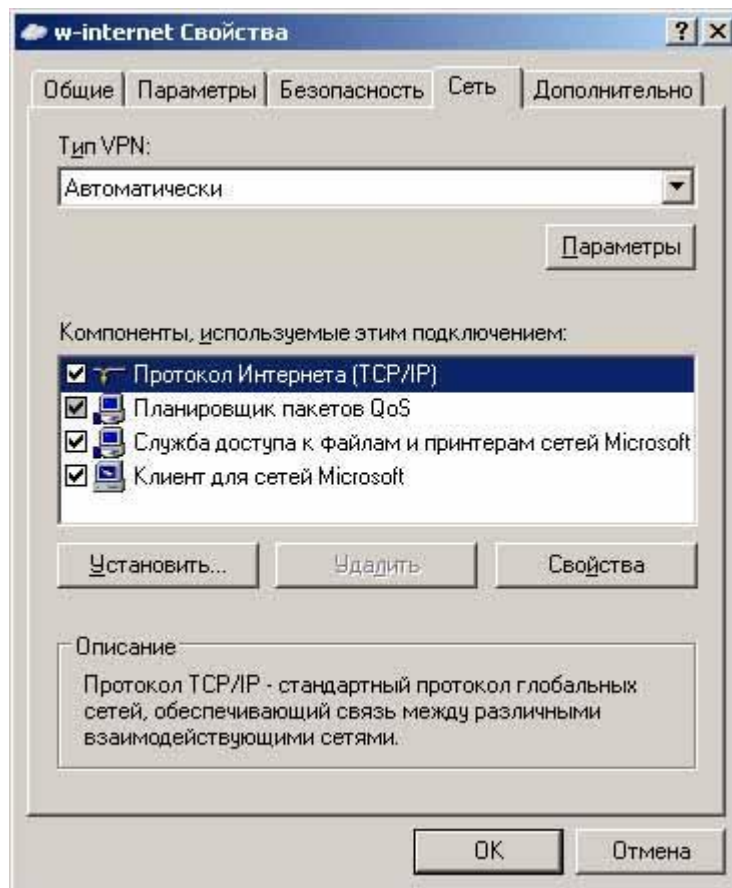 w-internet Свойства
Общие
Параметры
Безопасность
Сеть
Дополнительно
Тип VPN:
Автоматически
Параметры
Компоненты, используемые этим подключением:
Протокол Интернета (TCP/IP)
Планировщик пакетов QoS
Служба доступа к файлам и принтерам сетей Microsoft
Клиент для сетей Microsoft
Установить...
Удалить
Свойства
Описание
Протокол TCP/IP - стандартный протокол глобальных
сетей, обеспечивающий связь между различными
взаимодействующими сетями.
OK
Отмена